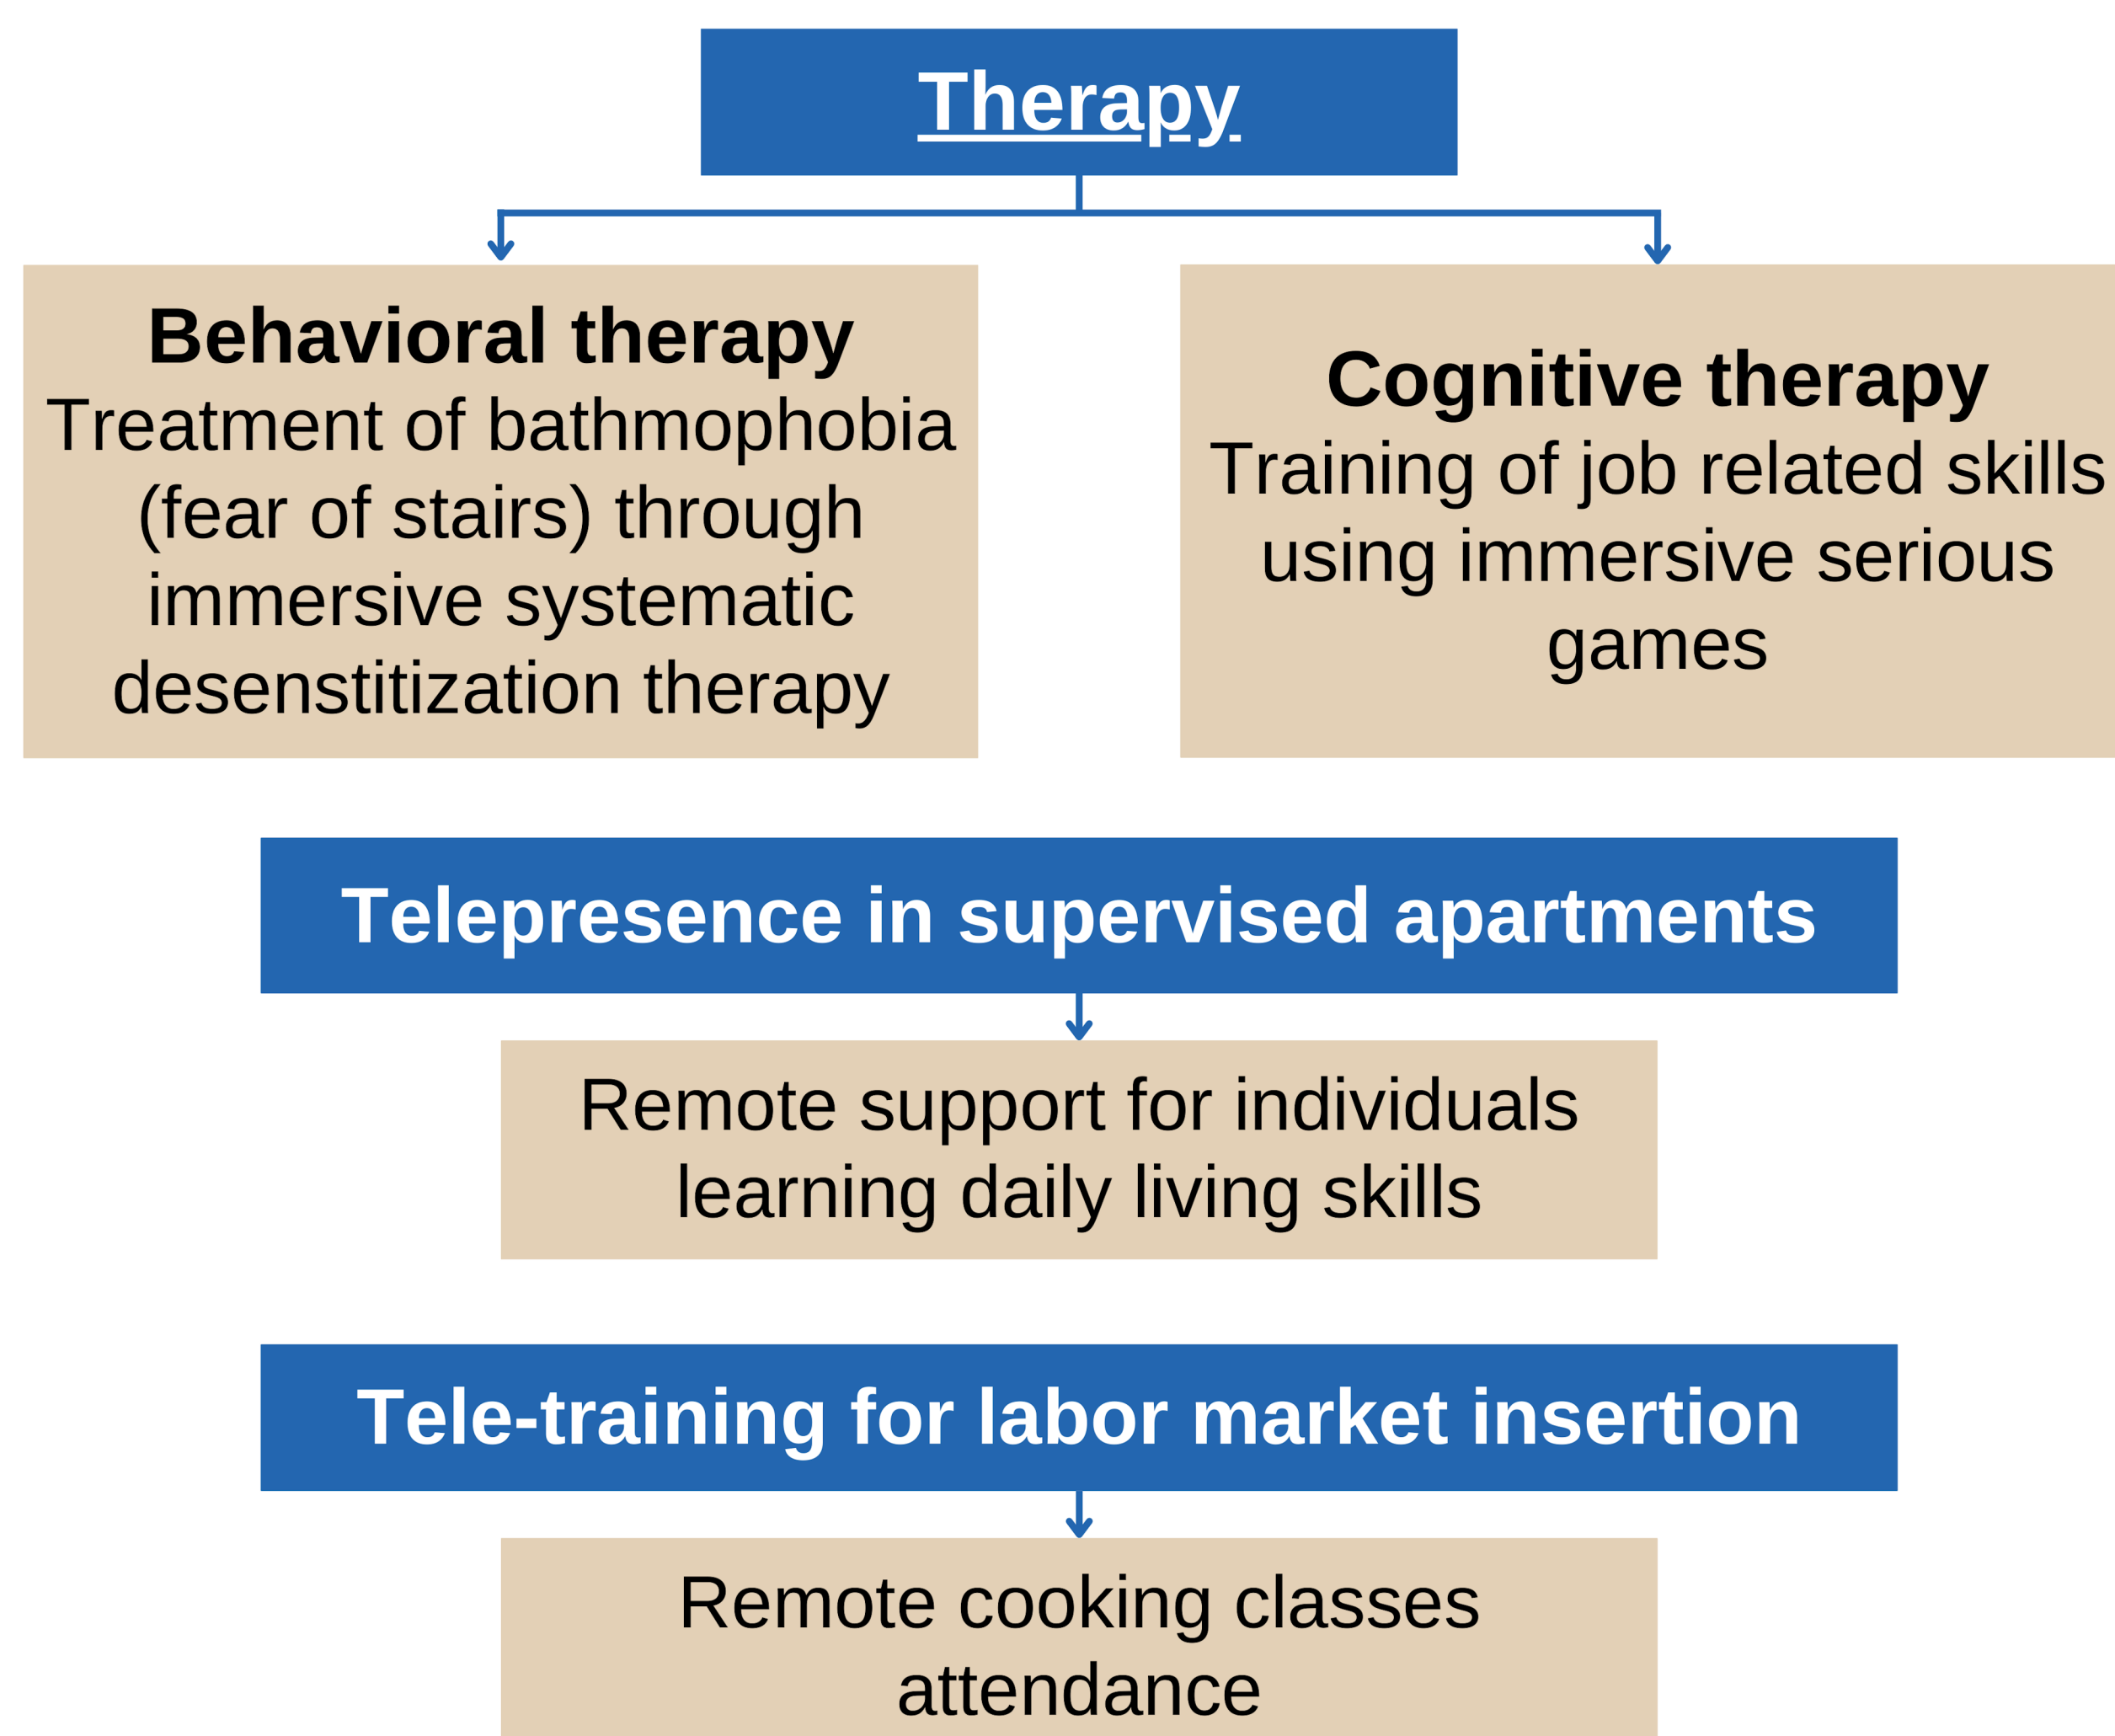 Therapy
Behavioral therapy
Treatment of bathmophobia
(fear of stairs) through
immersive systematic
desenstitization therapy
Cognitive therapy
Training of job related skills
using immersive serious
games
Telepresence in supervised apartments
Remote support for individuals
learning daily living skills
Tele-training for labor market insertion
Remote cooking classes
attendance